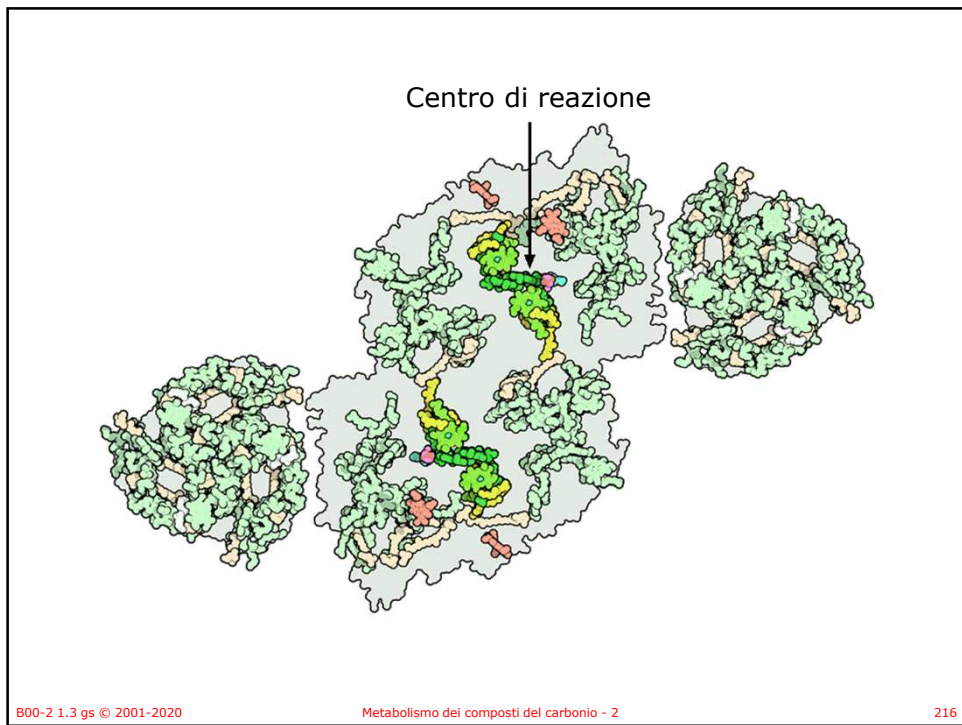 Centro di reazione
B00-2 1.3 gs © 2001-2020 Metabolismo dei composti del carbonio - 2 216